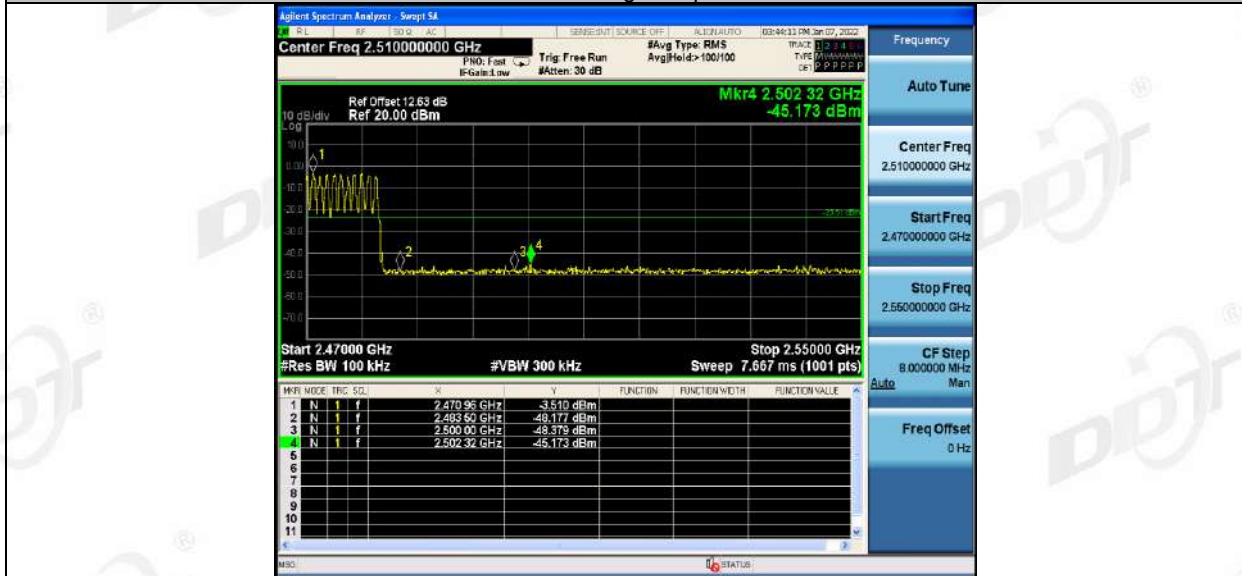 Agilent Spectrum Analyzer - Swept SA
RL RF 50 Ω AC SENSE:INT SOURCE OFF ALIGNAUTO 03:44:11 PM Jan 07, 2022
Center Freq 2.510000000 GHz
PNO: Fast
IFGain:Low
Trig: Free Run
#Atten: 30 dB
#Avg Type: RMS
Avg|Hold:>100/100
TRACE 1 2 3 4 5 6
TYPE
DET P P P P P P
Frequency
Auto Tune
Center Freq
2.510000000 GHz
Start Freq
2.470000000 GHz
Stop Freq
2.550000000 GHz
CF Step
8.000000 MHz
Auto Man
Freq Offset
0 Hz
Mkr4 2.502 32 GHz
-45.173 dBm
Ref Offset 12.63 dB
10 dB/div Ref 20.00 dBm
Log
10.0
0.00
-10.0
-20.0
-30.0
-40.0
-50.0
-60.0
-70.0
-23.51 dBm
1
2
3
4
Start 2.47000 GHz Stop 2.55000 GHz
#Res BW 100 kHz #VBW 300 kHz Sweep 7.667 ms (1001 pts)
MKR MODE TRC SCL X Y FUNCTION FUNCTION WIDTH FUNCTION VALUE
1 N 1 f 2.470 96 GHz -3.510 dBm
2 N 1 f 2.483 50 GHz -48.177 dBm
3 N 1 f 2.500 00 GHz -48.379 dBm
4 N 1 f 2.502 32 GHz -45.173 dBm
5
6
7
8
9
10
11
MSG STATUS